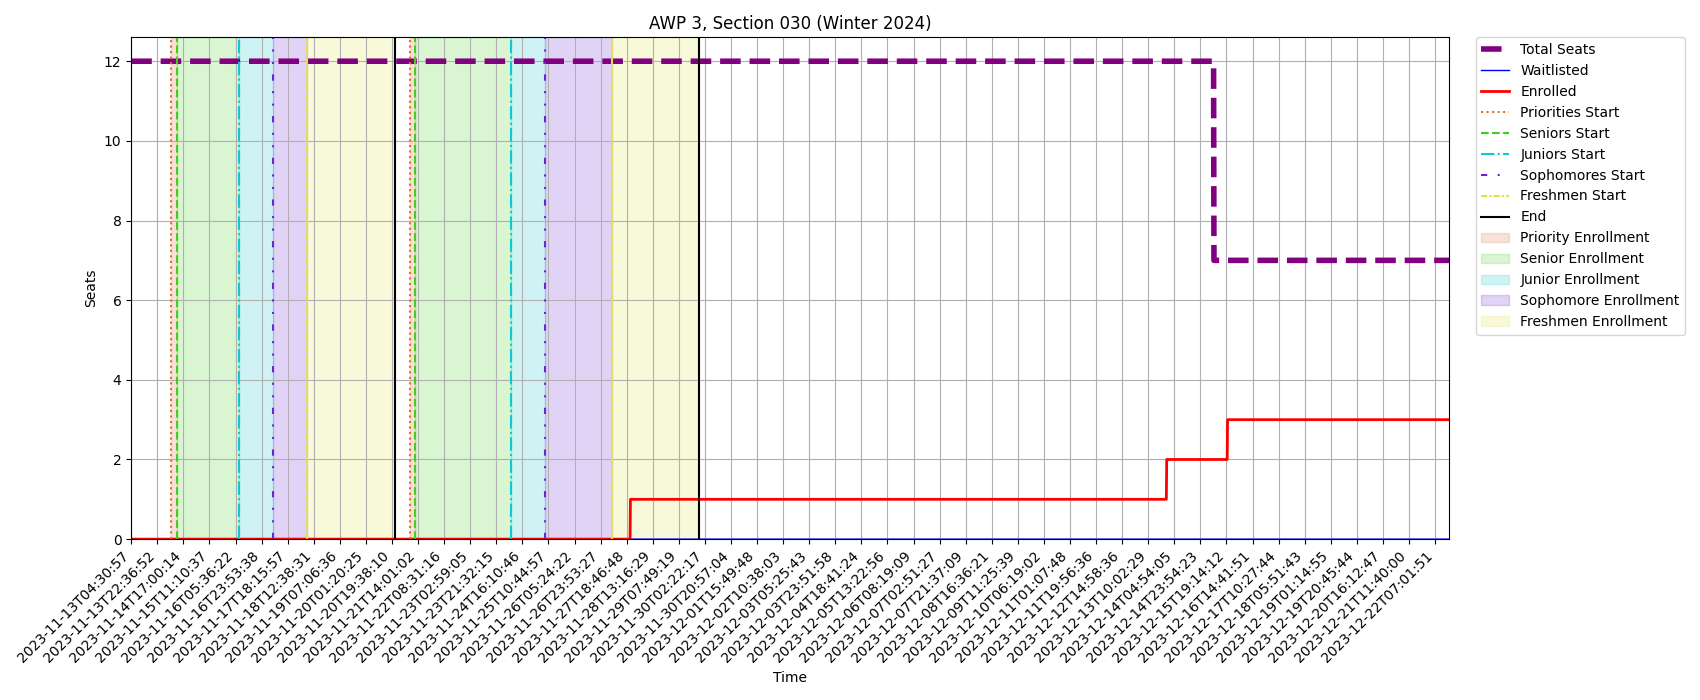 AWP 3, Section 030 (Winter 2024)
Total Seats
Waitlisted
Enrolled
Priorities Start
Seniors Start
Juniors Start
Sophomores Start
Freshmen Start
End
Priority Enrollment
Senior Enrollment
Junior Enrollment
Sophomore Enrollment
Freshmen Enrollment
Seats
12
10
8
6
4
2
0
2023-11-13T04:30:57
2023-11-13T22:36:52
2023-11-14T17:00:14
2023-11-15T11:10:37
2023-11-16T05:36:22
2023-11-16T23:53:38
2023-11-17T18:15:57
2023-11-18T12:38:31
2023-11-19T07:06:36
2023-11-20T01:20:25
2023-11-20T19:38:10
2023-11-21T14:01:02
2023-11-22T08:31:16
2023-11-23T02:59:05
2023-11-23T21:32:15
2023-11-24T16:10:46
2023-11-25T10:44:57
2023-11-26T05:24:22
2023-11-26T23:53:27
2023-11-27T18:46:48
2023-11-28T13:16:29
2023-11-29T07:49:19
2023-11-30T02:22:17
2023-11-30T20:57:04
2023-12-01T15:49:48
2023-12-02T10:38:03
2023-12-03T05:25:43
2023-12-03T23:51:58
2023-12-04T18:41:24
2023-12-05T13:22:56
2023-12-06T08:19:09
2023-12-07T02:51:27
2023-12-07T21:37:09
2023-12-08T16:36:21
2023-12-09T11:25:39
2023-12-10T06:19:02
2023-12-11T01:07:48
2023-12-11T19:56:36
2023-12-12T14:58:36
2023-12-13T10:02:29
2023-12-14T04:54:05
2023-12-14T23:54:23
2023-12-15T19:14:12
2023-12-16T14:41:51
2023-12-17T10:27:44
2023-12-18T05:51:43
2023-12-19T01:14:55
2023-12-19T20:45:44
2023-12-20T16:12:47
2023-12-21T11:40:00
2023-12-22T07:01:51
Time